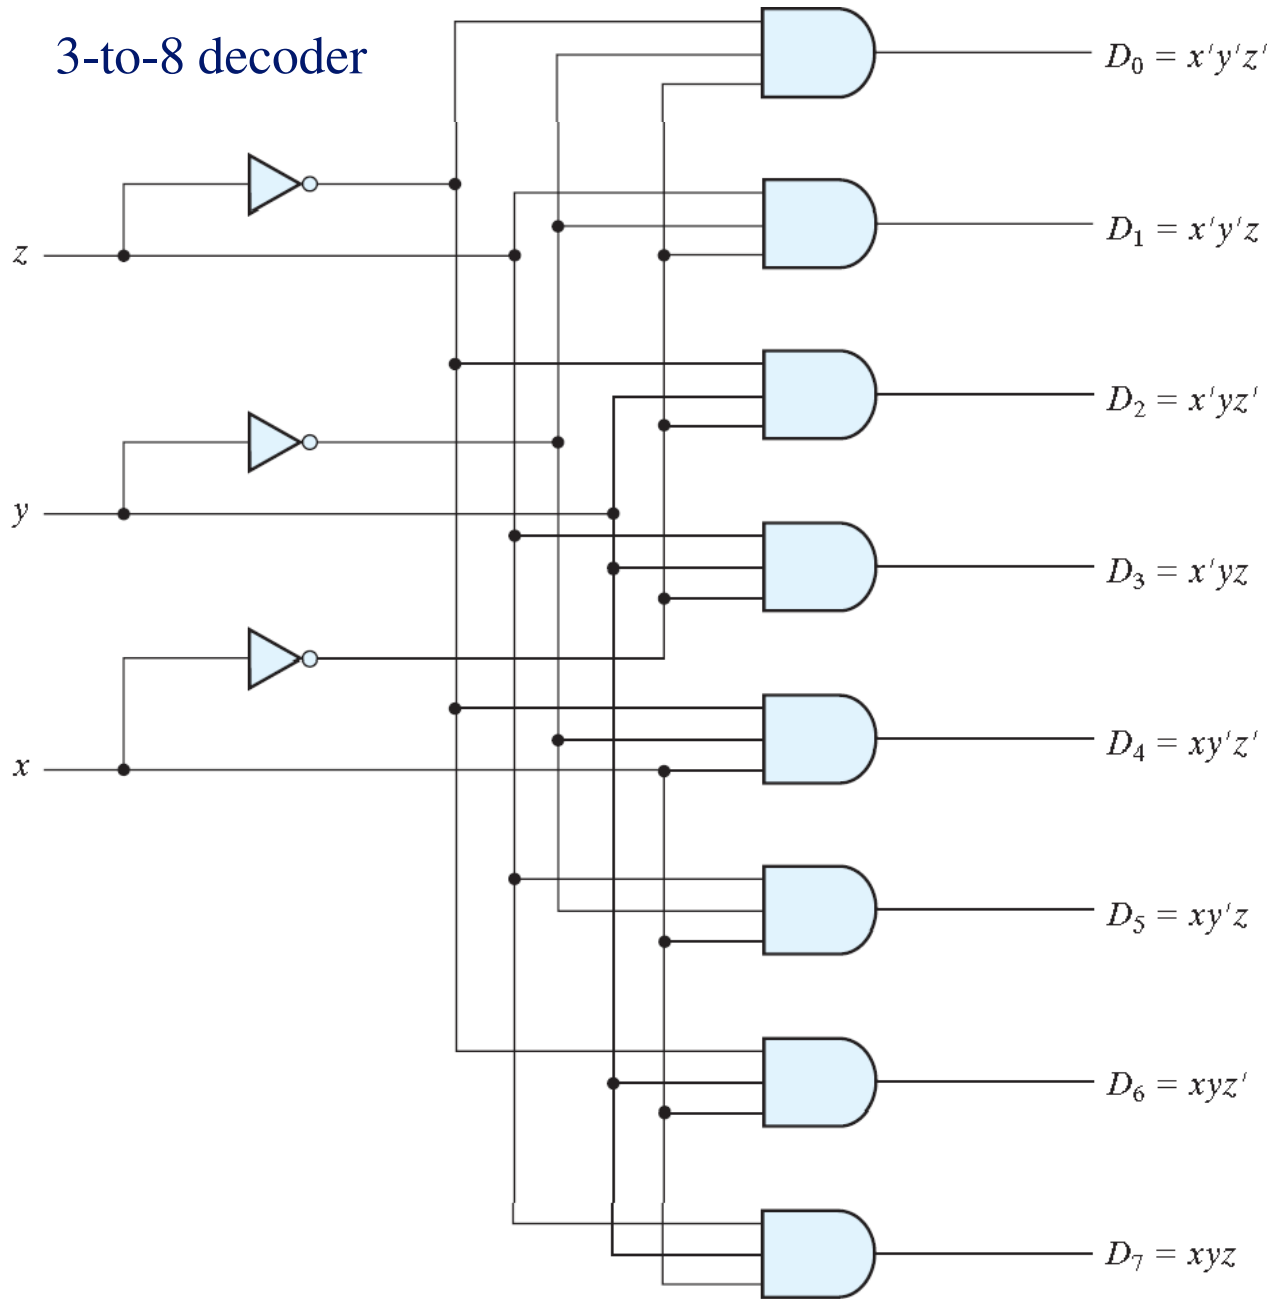 3-to-8 decoder
D₀ = x′y′z′
D₁ = x′y′z
z
D₂ = x′yz′
y
D₃ = x′yz
D₄ = xy′z′
x
D₅ = xy′z
D₆ = xyz′
D₇ = xyz